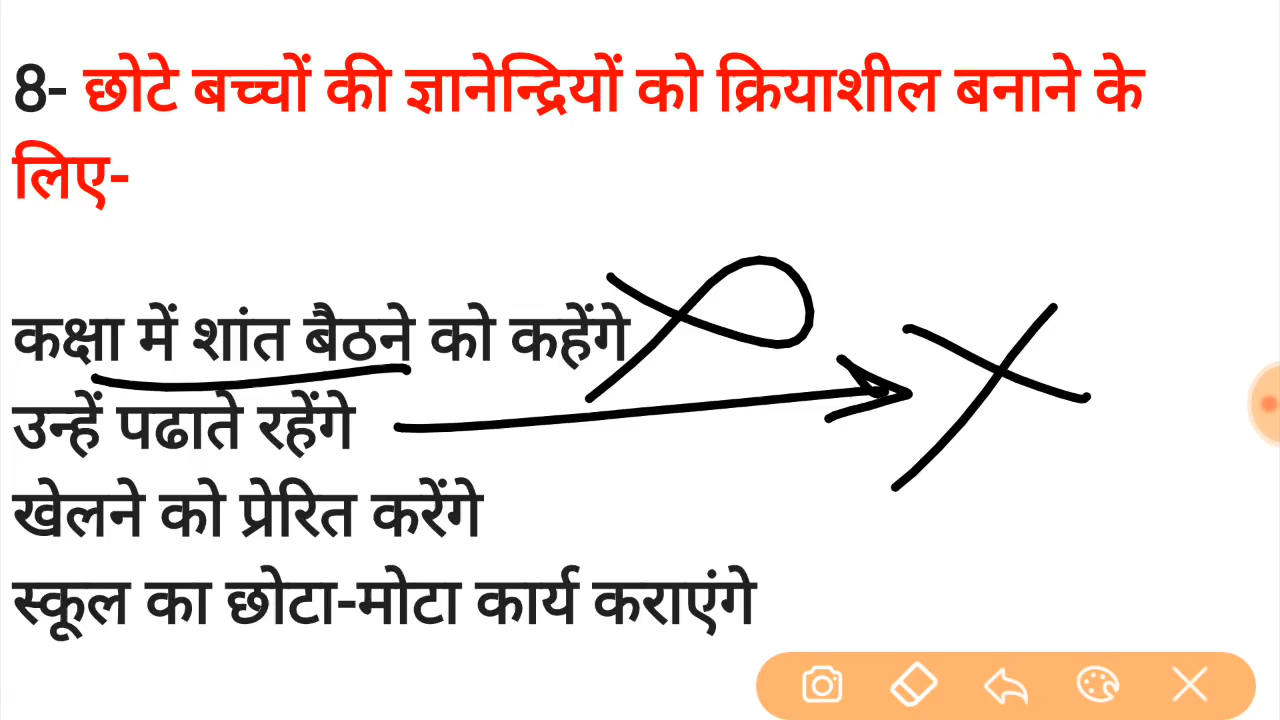 8- छोटे बच्चों की ज्ञानेन्द्रियों को क्रियाशील बनाने के
लिए-
कक्षा में शांत बैठने को कहेंगे
उन्हें पढाते रहेंगे
खेलने को प्रेरित करेंगे
स्कूल का छोटा-मोटा कार्य कराएंगे